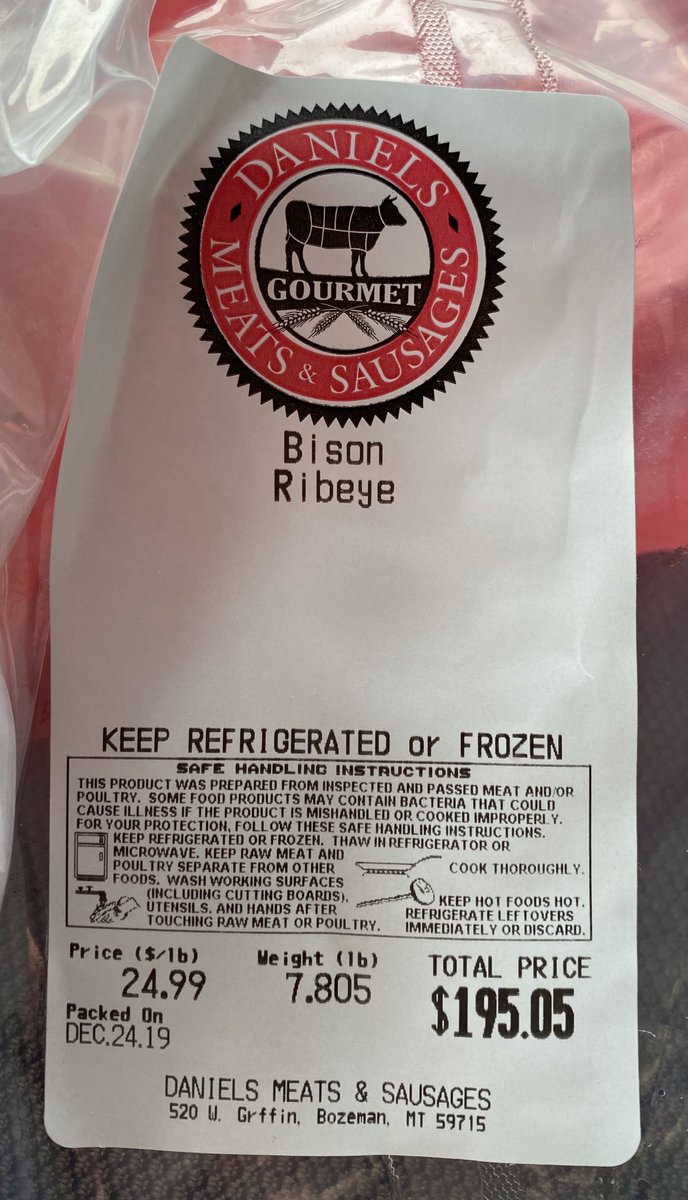 DANIELS
MEATS & SAUSAGES
GOURMET
Bison
Ribeye
KEEP REFRIGERATED or FROZEN
SAFE HANDLING INSTRUCTIONS
THIS PRODUCT WAS PREPARED FROM INSPECTED AND PASSED MEAT AND/OR
POULTRY. SOME FOOD PRODUCTS MAY CONTAIN BACTERIA THAT COULD
CAUSE ILLNESS IF THE PRODUCT IS MISHANDLED OR COOKED IMPROPERLY.
FOR YOUR PROTECTION, FOLLOW THESE SAFE HANDLING INSTRUCTIONS.
KEEP REFRIGERATED OR FROZEN. THAW IN REFRIGERATOR OR
MICROWAVE. KEEP RAW MEAT AND
POULTRY SEPARATE FROM OTHER
FOODS. WASH WORKING SURFACES
(INCLUDING CUTTING BOARDS),
UTENSILS, AND HANDS AFTER
TOUCHING RAW MEAT OR POULTRY.
COOK THOROUGHLY.
KEEP HOT FOODS HOT.
REFRIGERATE LEFTOVERS
IMMEDIATELY OR DISCARD.
Price ($/lb) Weight (lb) TOTAL PRICE
24.99 7.805 $195.05
Packed On
DEC.24.19
DANIELS MEATS & SAUSAGES
520 W. Grffin, Bozeman, MT 59715